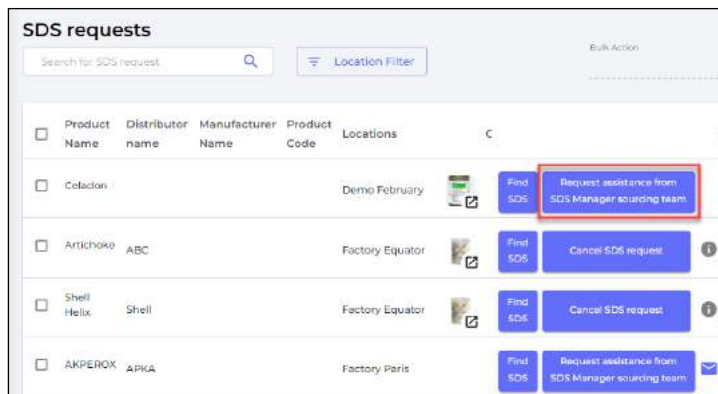 SDS requests
Bulk Action
Search for SDS request
Location Filter
Product Name
Distributor name
Manufacturer Name
Product Code
Locations
C
Celadon
Demo February
Find SDS
Request assistance from
SDS Manager sourcing team
Artichoke
ABC
Factory Equator
Find SDS
Cancel SDS request
Shell Helix
Shell
Factory Equator
Find SDS
Cancel SDS request
AKPEROX
APKA
Factory Paris
Find SDS
Request assistance from
SDS Manager sourcing team